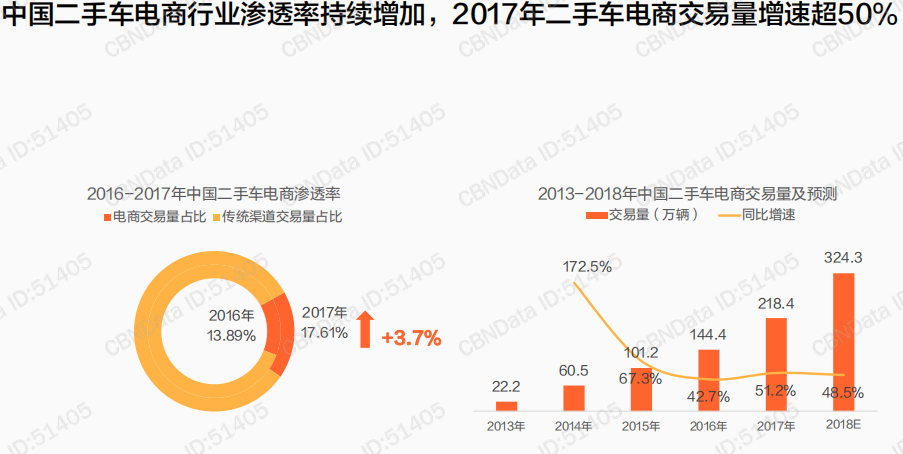 中国二手车电商行业渗透率持续增加，2017年二手车电商交易量增速超50%
2016-2017年中国二手车电商渗透率
电商交易量占比 传统渠道交易量占比
2016年
13.89%
2017年
17.61%
+3.7%
2013-2018年中国二手车电商交易量及预测
交易量（万辆） 同比增速
172.5%
324.3
218.4
144.4
101.2
67.3%
60.5
22.2
42.7%
51.2%
48.5%
2013年 2014年 2015年 2016年 2017年 2018E
CBNData ID:51405